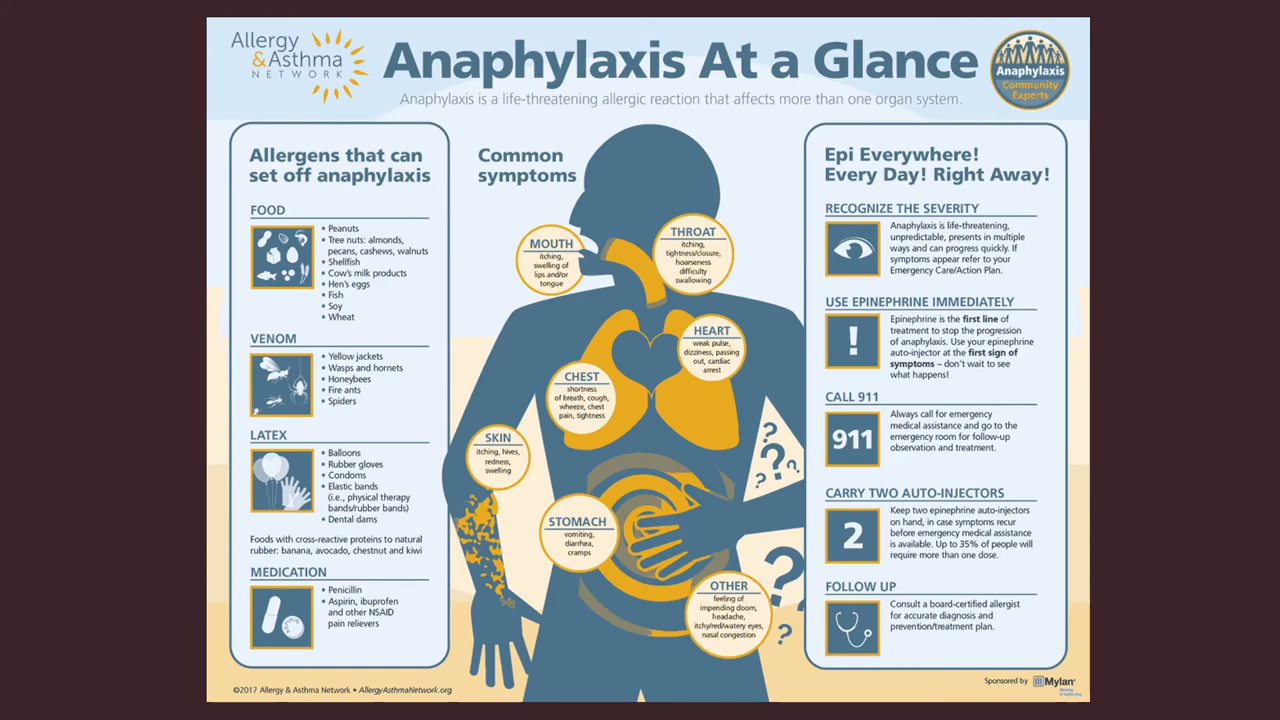 Allergy
&Asthma
NETWORK
Anaphylaxis At a Glance
Anaphylaxis is a life-threatening allergic reaction that affects more than one organ system.
Anaphylaxis
Community
Experts
Allergens that can
set off anaphylaxis
FOOD
• Peanuts
• Tree nuts: almonds,
pecans, cashews, walnuts
• Shellfish
• Cow's milk products
• Hen's eggs
• Fish
• Soy
• Wheat
VENOM
• Yellow jackets
• Wasps and hornets
• Honeybees
• Fire ants
• Spiders
LATEX
• Balloons
• Rubber gloves
• Condoms
• Elastic bands
(i.e., physical therapy
bands/rubber bands)
• Dental dams
Foods with cross-reactive proteins to natural
rubber: banana, avocado, chestnut and kiwi
MEDICATION
• Penicillin
• Aspirin, ibuprofen
and other NSAID
pain relievers
Common
symptoms
MOUTH
itching,
swelling of
lips and/or
tongue
THROAT
itching,
tightness/closure,
hoarseness
difficulty
swallowing
HEART
weak pulse,
dizziness, passing
out, cardiac
arrest
CHEST
shortness
of breath, cough,
wheeze, chest
pain, tightness
SKIN
itching, hives,
redness,
swelling
STOMACH
vomiting,
diarrhea,
cramps
OTHER
feeling of
impending doom,
headache,
itchy/red/watery eyes,
nasal congestion
?
?
?
?
?
?
?
Epi Everywhere!
Every Day! Right Away!
RECOGNIZE THE SEVERITY
Anaphylaxis is life-threatening,
unpredictable, presents in multiple
ways and can progress quickly. If
symptoms appear refer to your
Emergency Care/Action Plan.
USE EPINEPHRINE IMMEDIATELY
!
Epinephrine is the first line of
treatment to stop the progression
of anaphylaxis. Use your epinephrine
auto-injector at the first sign of
symptoms – don't wait to see
what happens!
CALL 911
911
Always call for emergency
medical assistance and go to the
emergency room for follow-up
observation and treatment.
CARRY TWO AUTO-INJECTORS
2
Keep two epinephrine auto-injectors
on hand, in case symptoms recur
before emergency medical assistance
is available. Up to 35% of people will
require more than one dose.
FOLLOW UP
Consult a board-certified allergist
for accurate diagnosis and
prevention/treatment plan.
©2017 Allergy & Asthma Network • AllergyAsthmaNetwork.org
Sponsored by Mylan